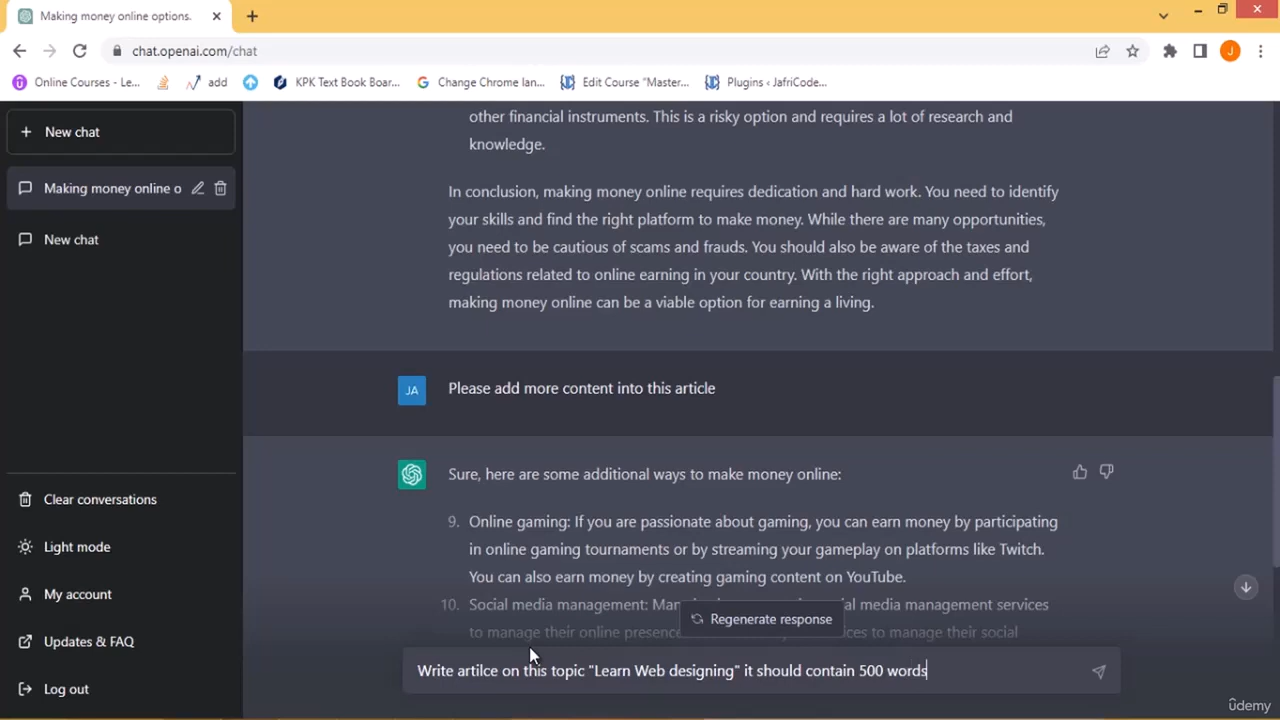 Making money online options.
chat.openai.com/chat
J
Online Courses - Le...
add
KPK Text Book Boar...
Change Chrome lan...
Edit Course "Master...
Plugins ‹ JafriCode...
New chat
Making money online o
New chat
other financial instruments. This is a risky option and requires a lot of research and
knowledge.
In conclusion, making money online requires dedication and hard work. You need to identify
your skills and find the right platform to make money. While there are many opportunities,
you need to be cautious of scams and frauds. You should also be aware of the taxes and
regulations related to online earning in your country. With the right approach and effort,
making money online can be a viable option for earning a living.
JA
Please add more content into this article
Sure, here are some additional ways to make money online:
9. Online gaming: If you are passionate about gaming, you can earn money by participating
in online gaming tournaments or by streaming your gameplay on platforms like Twitch.
You can also earn money by creating gaming content on YouTube.
10. Social media management: al media management services
to manage their online ices to manage their social
Regenerate response
Write artilce on this topic "Learn Web designing" it should contain 500 words
Clear conversations
Light mode
My account
Updates & FAQ
Log out
ûdemy